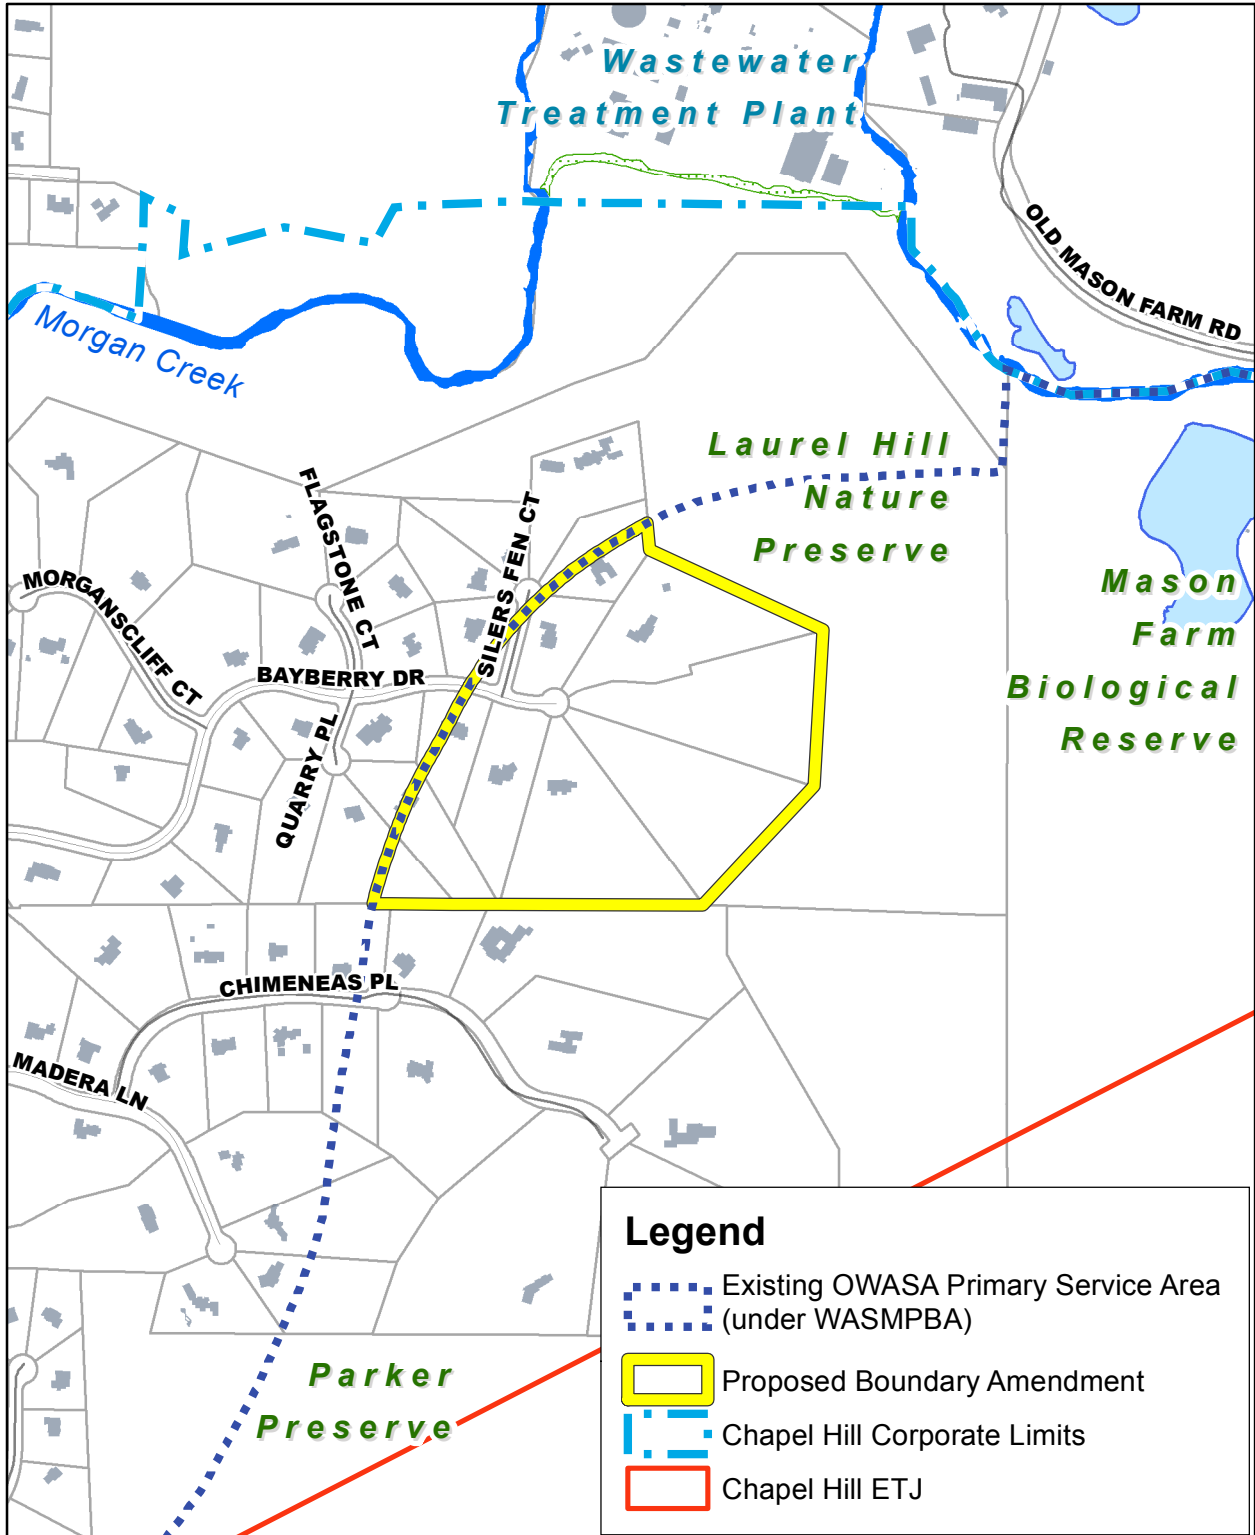 Wastewater
Treatment Plant
OLD MASON FARM RD
Morgan Creek
Laurel Hill
Nature
Preserve
FLAGSTONE CT
SILERS FEN CT
MORGANSCLIFF CT
Mason
Farm
Biological
Reserve
BAYBERRY DR
QUARRY PL
CHIMENEAS PL
MADERA LN
Parker
Preserve
Legend
Existing OWASA Primary Service Area
(under WASMPBA)
Proposed Boundary Amendment
Chapel Hill Corporate Limits
Chapel Hill ETJ